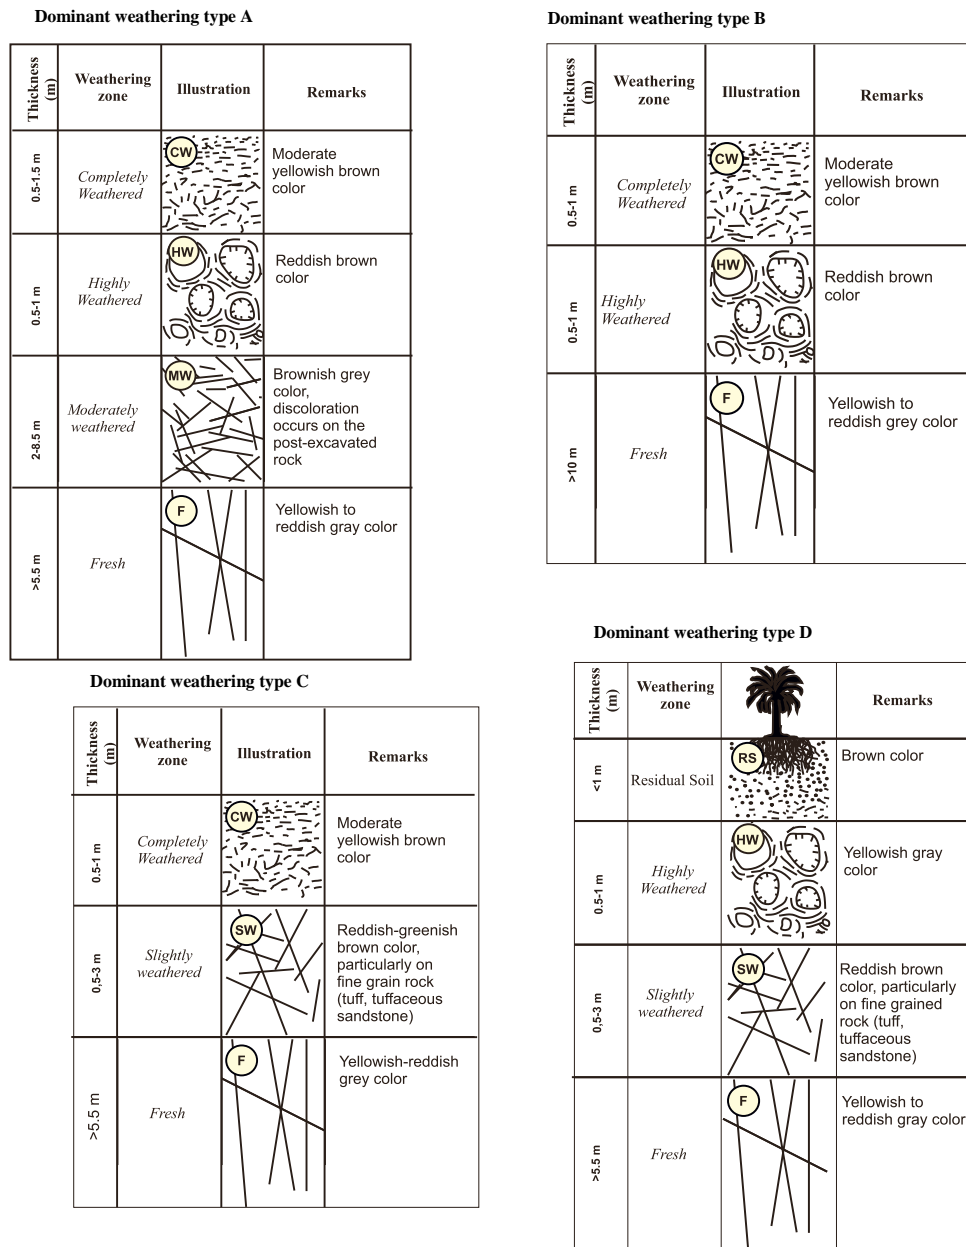 Dominant weathering type A
Thickness
(m)
Weathering
zone
Illustration
Remarks
0.5-1.5 m
Completely
Weathered
CW
Moderate
yellowish brown
color
0.5-1 m
Highly
Weathered
HW
Reddish brown
color
2-8.5 m
Moderately
weathered
MW
Brownish grey
color,
discoloration
occurs on the
post-excavated
rock
>5.5 m
Fresh
F
Yellowish to
reddish gray color
Dominant weathering type B
Thickness
(m)
Weathering
zone
Illustration
Remarks
0.5-1 m
Completely
Weathered
CW
Moderate
yellowish brown
color
0.5-1 m
Highly
Weathered
HW
Reddish brown
color
>10 m
Fresh
F
Yellowish to
reddish grey color
Dominant weathering type C
Thickness
(m)
Weathering
zone
Illustration
Remarks
0.5-1 m
Completely
Weathered
CW
Moderate
yellowish brown
color
0,5-3 m
Slightly
weathered
SW
Reddish-greenish
brown color,
particularly on
fine grain rock
(tuff, tuffaceous
sandstone)
>5.5 m
Fresh
F
Yellowish-reddish
grey color
Dominant weathering type D
Thickness
(m)
Weathering
zone
Remarks
<1 m
Residual Soil
RS
Brown color
0.5-1 m
Highly
Weathered
HW
Yellowish gray
color
0,5-3 m
Slightly
weathered
SW
Reddish brown
color, particularly
on fine grained
rock (tuff,
tuffaceous
sandstone)
>5.5 m
Fresh
F
Yellowish to
reddish gray color